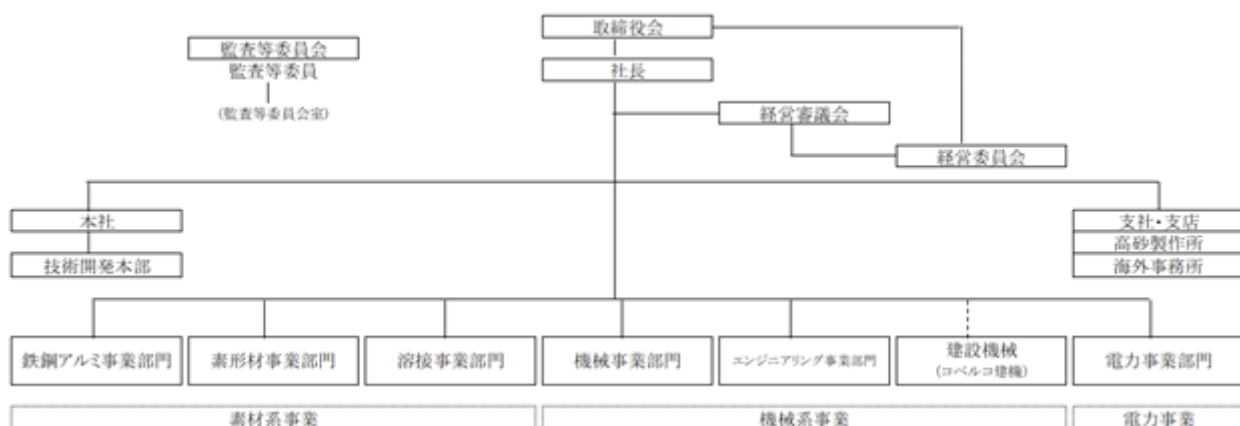 取締役会
監査等委員会
監査等委員
社長
(監査等委員会室)
経営審議会
経営委員会
本社
支社・支店
高砂製作所
技術開発本部
海外事務所
鉄鋼アルミ事業部門
素形材事業部門
溶接事業部門
機械事業部門
エンジニアリング事業部門
建設機械
(コベルコ建機)
電力事業部門
素材系事業
機械系事業
電力事業